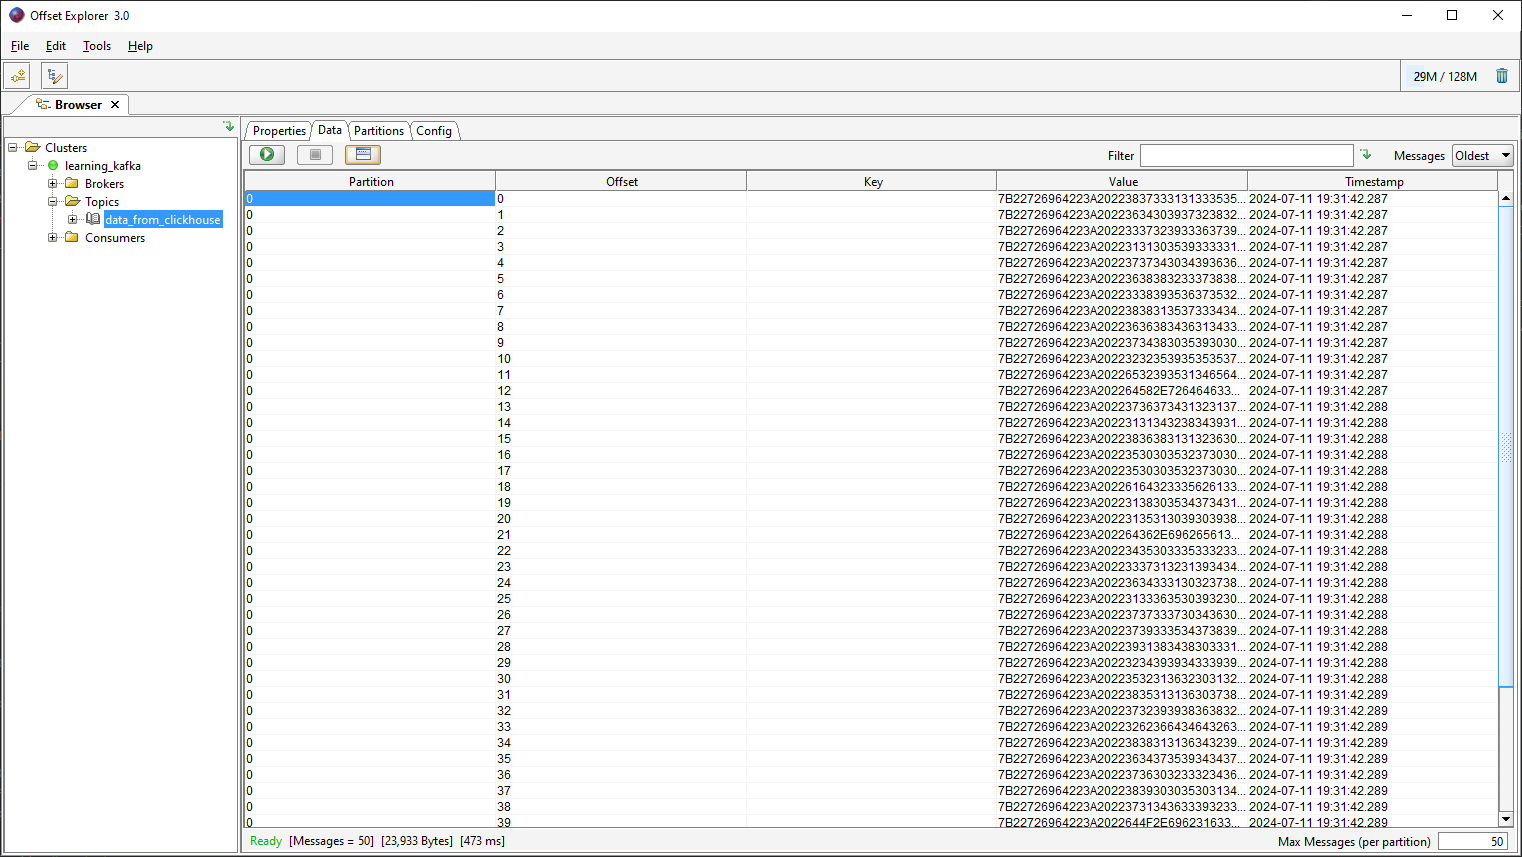 Offset Explorer 3.0
File Edit Tools Help
29M / 128M
Browser
Clusters
learning_kafka
Brokers
Topics
data_from_clickhouse
Consumers
Properties Data Partitions Config
Filter Messages Oldest
Partition Offset Key Value Timestamp
0 0 7B22726964223A20223837333131333535... 2024-07-11 19:31:42.287
0 1 7B22726964223A20223634303937323832... 2024-07-11 19:31:42.287
0 2 7B22726964223A20223337323933363739... 2024-07-11 19:31:42.287
0 3 7B22726964223A20223131303539333331... 2024-07-11 19:31:42.287
0 4 7B22726964223A20223737343034393636... 2024-07-11 19:31:42.287
0 5 7B22726964223A20223638383233373838... 2024-07-11 19:31:42.287
0 6 7B22726964223A20223338393536373532... 2024-07-11 19:31:42.287
0 7 7B22726964223A20223838313537333434... 2024-07-11 19:31:42.287
0 8 7B22726964223A20223636383436313433... 2024-07-11 19:31:42.287
0 9 7B22726964223A20223734383035393030... 2024-07-11 19:31:42.287
0 10 7B22726964223A20223232353935353537... 2024-07-11 19:31:42.287
0 11 7B22726964223A20226532393531346564... 2024-07-11 19:31:42.287
0 12 7B22726964223A202264582E726464633... 2024-07-11 19:31:42.287
0 13 7B22726964223A20223736373431323137... 2024-07-11 19:31:42.288
0 14 7B22726964223A20223131343238343931... 2024-07-11 19:31:42.288
0 15 7B22726964223A20223836383131323630... 2024-07-11 19:31:42.288
0 16 7B22726964223A20223530303532373030... 2024-07-11 19:31:42.288
0 17 7B22726964223A20223530303532373030... 2024-07-11 19:31:42.288
0 18 7B22726964223A20226164323335626133... 2024-07-11 19:31:42.288
0 19 7B22726964223A20223138303534373431... 2024-07-11 19:31:42.288
0 20 7B22726964223A20223135313039303938... 2024-07-11 19:31:42.288
0 21 7B22726964223A202264362E696265613... 2024-07-11 19:31:42.288
0 22 7B22726964223A20223435303335333233... 2024-07-11 19:31:42.288
0 23 7B22726964223A20223337313231393434... 2024-07-11 19:31:42.288
0 24 7B22726964223A20223634333130323738... 2024-07-11 19:31:42.288
0 25 7B22726964223A20223133363530393230... 2024-07-11 19:31:42.288
0 26 7B22726964223A20223737333730343630... 2024-07-11 19:31:42.288
0 27 7B22726964223A20223739333534373839... 2024-07-11 19:31:42.288
0 28 7B22726964223A20223931383438303331... 2024-07-11 19:31:42.288
0 29 7B22726964223A20223234393934333939... 2024-07-11 19:31:42.288
0 30 7B22726964223A20223532313632303132... 2024-07-11 19:31:42.288
0 31 7B22726964223A20223835313136303738... 2024-07-11 19:31:42.289
0 32 7B22726964223A20223732393938363832... 2024-07-11 19:31:42.289
0 33 7B22726964223A20223262366434643263... 2024-07-11 19:31:42.289
0 34 7B22726964223A20223838313136343239... 2024-07-11 19:31:42.289
0 35 7B22726964223A20223634373539343437... 2024-07-11 19:31:42.289
0 36 7B22726964223A20223736303233323436... 2024-07-11 19:31:42.289
0 37 7B22726964223A20223839303035303134... 2024-07-11 19:31:42.289
0 38 7B22726964223A20223731343633393233... 2024-07-11 19:31:42.289
0 39 7B22726964223A2022644F2E696231633... 2024-07-11 19:31:42.289
Ready [Messages = 50] [23,933 Bytes] [473 ms] Max Messages (per partition) 50